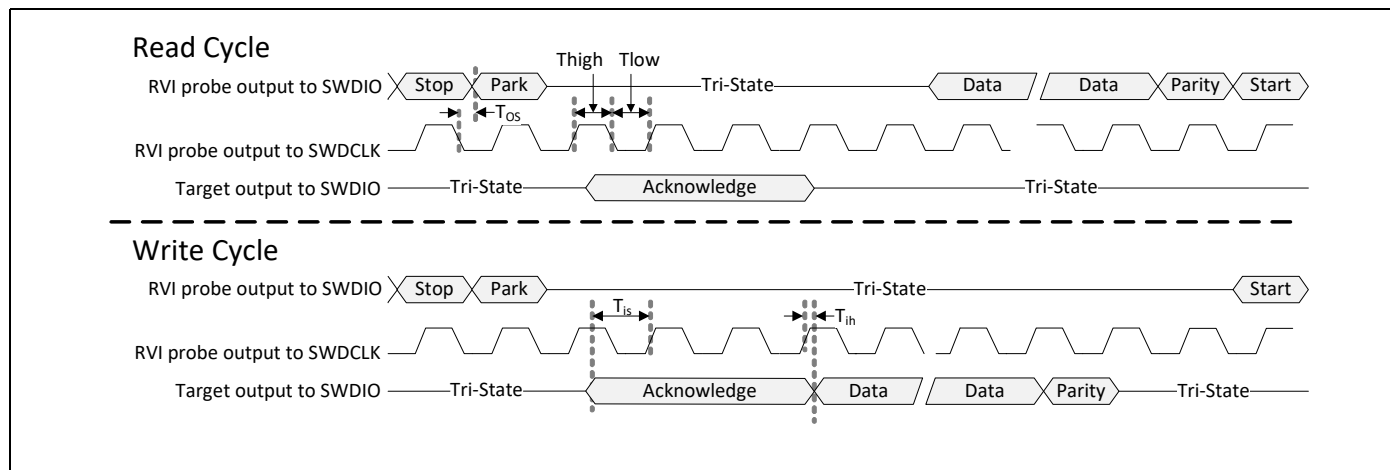 Read Cycle
Thigh Tlow
RVI probe output to SWDIO Stop Park Tri-State Data Data Parity Start
Tos
RVI probe output to SWDCLK
Target output to SWDIO Tri-State Acknowledge Tri-State
Write Cycle
RVI probe output to SWDIO Stop Park Tri-State Start
Tis Tih
RVI probe output to SWDCLK
Target output to SWDIO Tri-State Acknowledge Data Data Parity Tri-State